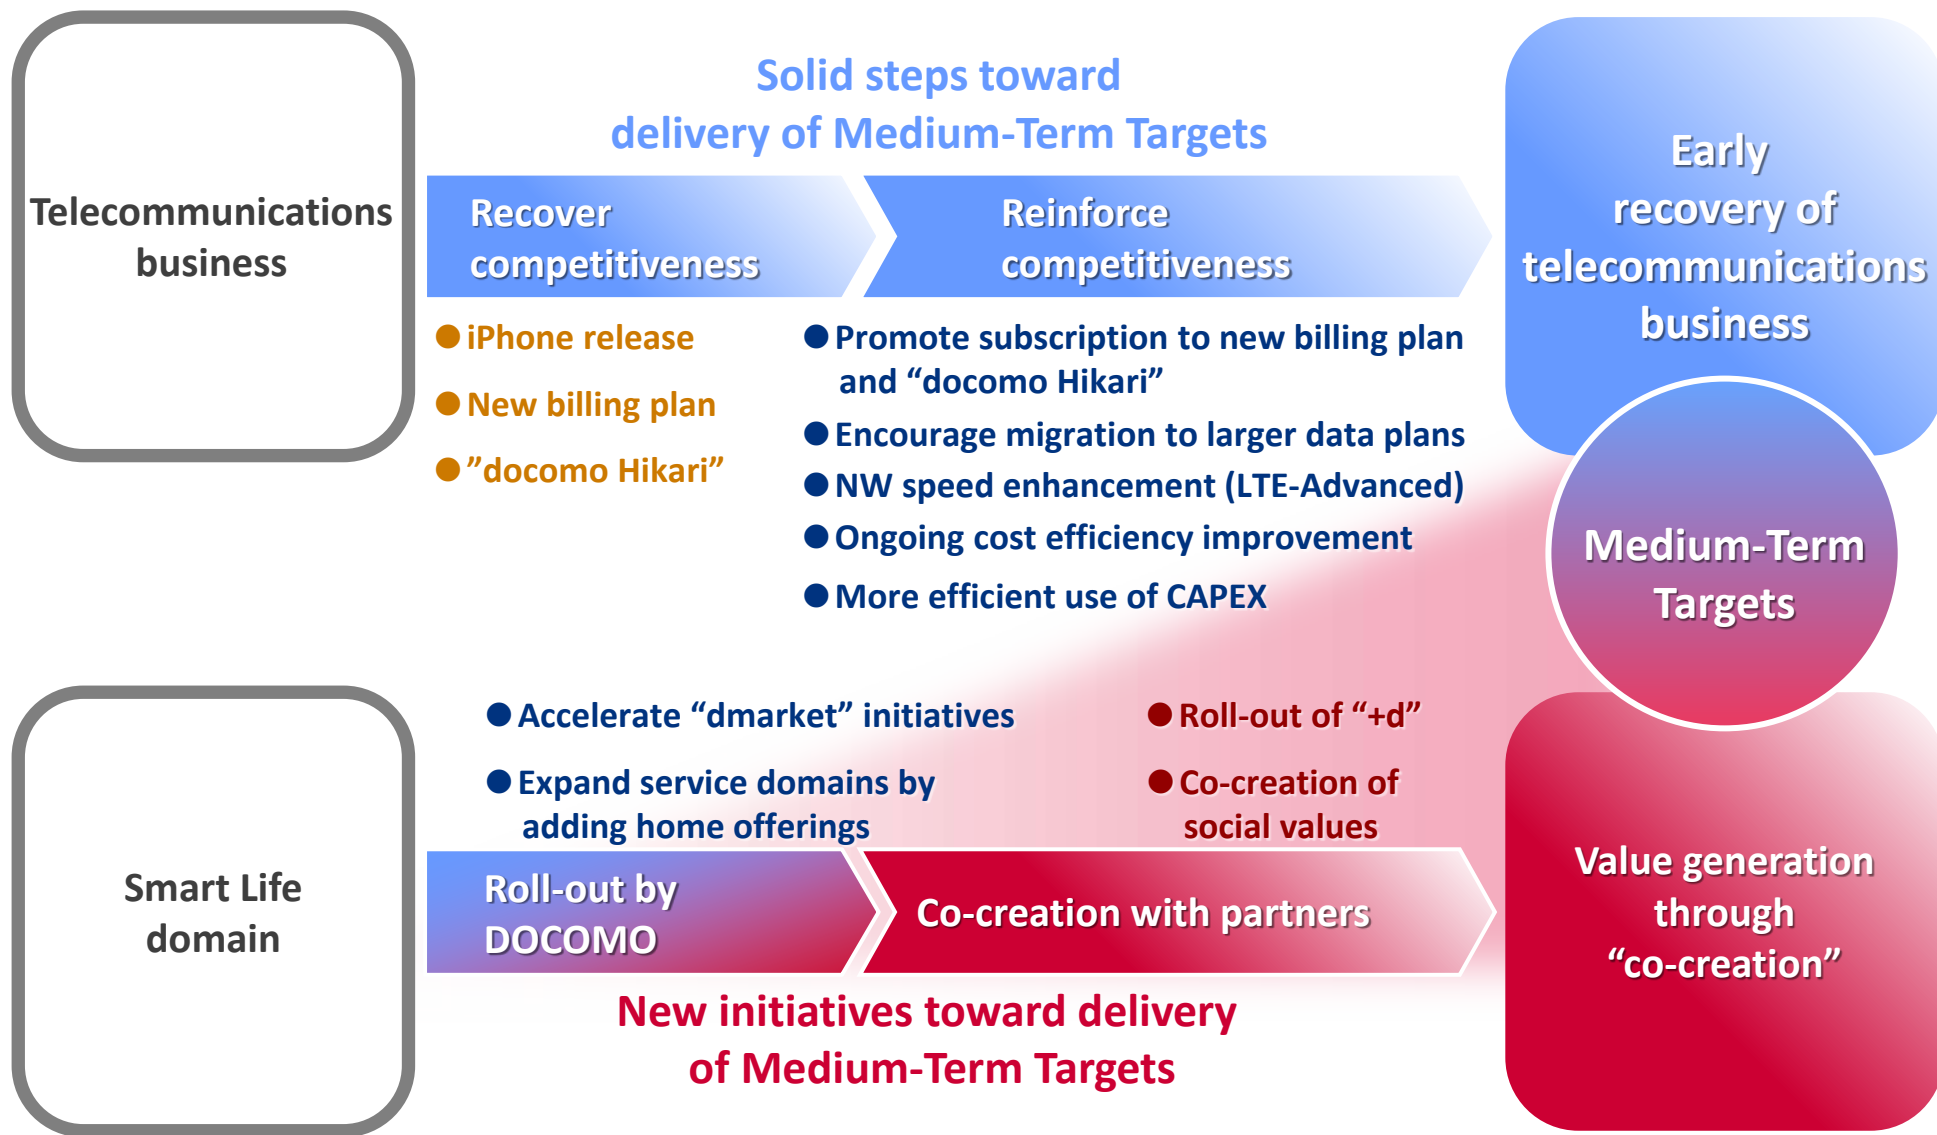 Telecommunications
business
Solid steps toward
delivery of Medium-Term Targets
Recover
competitiveness
Reinforce
competitiveness
● iPhone release
● New billing plan
● ”docomo Hikari”
● Promote subscription to new billing plan
and “docomo Hikari”
● Encourage migration to larger data plans
● NW speed enhancement (LTE-Advanced)
● Ongoing cost efficiency improvement
● More efficient use of CAPEX
Early
recovery of
telecommunications
business
Medium-Term
Targets
Smart Life
domain
● Accelerate “dmarket” initiatives
● Expand service domains by
adding home offerings
● Roll-out of “+d”
● Co-creation of
social values
Roll-out by
DOCOMO
Co-creation with partners
New initiatives toward delivery
of Medium-Term Targets
Value generation
through
“co-creation”